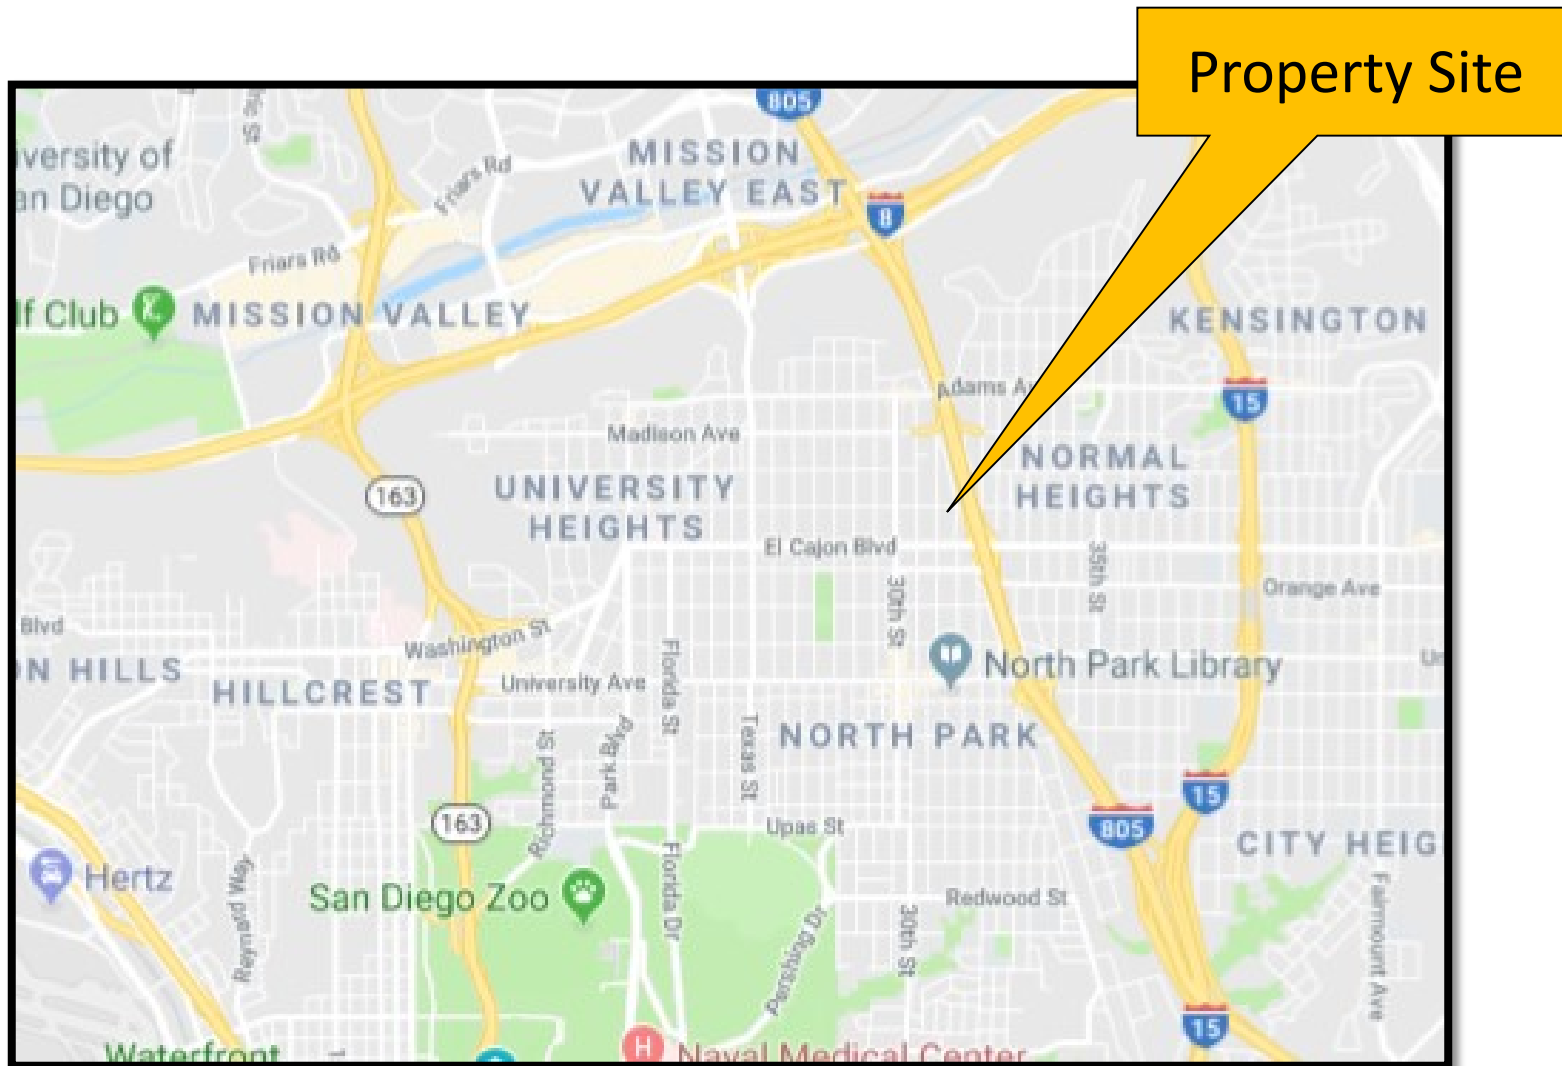 Property Site
805
MISSION
VALLEY EAST
iversity of
an Diego
Friars Rd
8
Friars Rd
lf Club
MISSION VALLEY
KENSINGTON
Adams
15
Madison Ave
NORMAL
HEIGHTS
163
UNIVERSITY
HEIGHTS
El Cajon Blvd
35th St
30th St
Orange Ave
Blvd
Washington St
ON HILLS
HILLCREST
University Ave
Florida St
North Park Library
NORTH PARK
Texas St
Park Blvd
Richmond St
15
163
Upas St
805
CITY HEIG
Hertz
San Diego Zoo
Reynard Way
Florida Dr
Pershing Dr
Redwood St
30th St
Fairmount Ave
15
Waterfront
H
Naval Medical Center